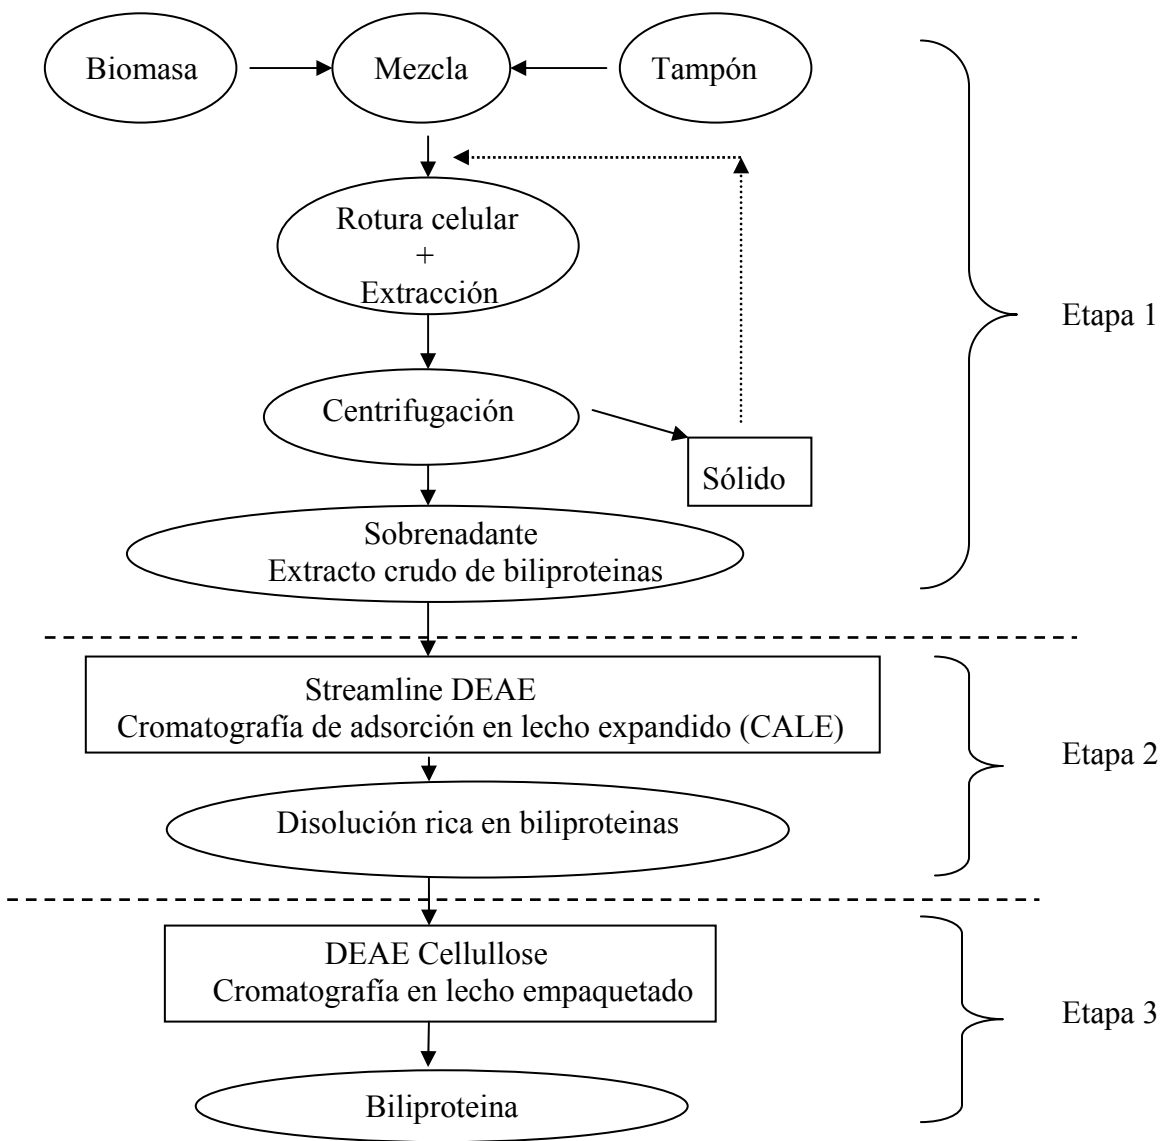 Biomasa
Mezcla
Tampón
Rotura celular
+
Extracción
Etapa 1
Centrifugación
Sólido
Sobrenadante
Extracto crudo de biliproteinas
Streamline DEAE
Cromatografía de adsorción en lecho expandido (CALE)
Etapa 2
Disolución rica en biliproteinas
DEAE Cellullose
Cromatografía en lecho empaquetado
Etapa 3
Biliproteina